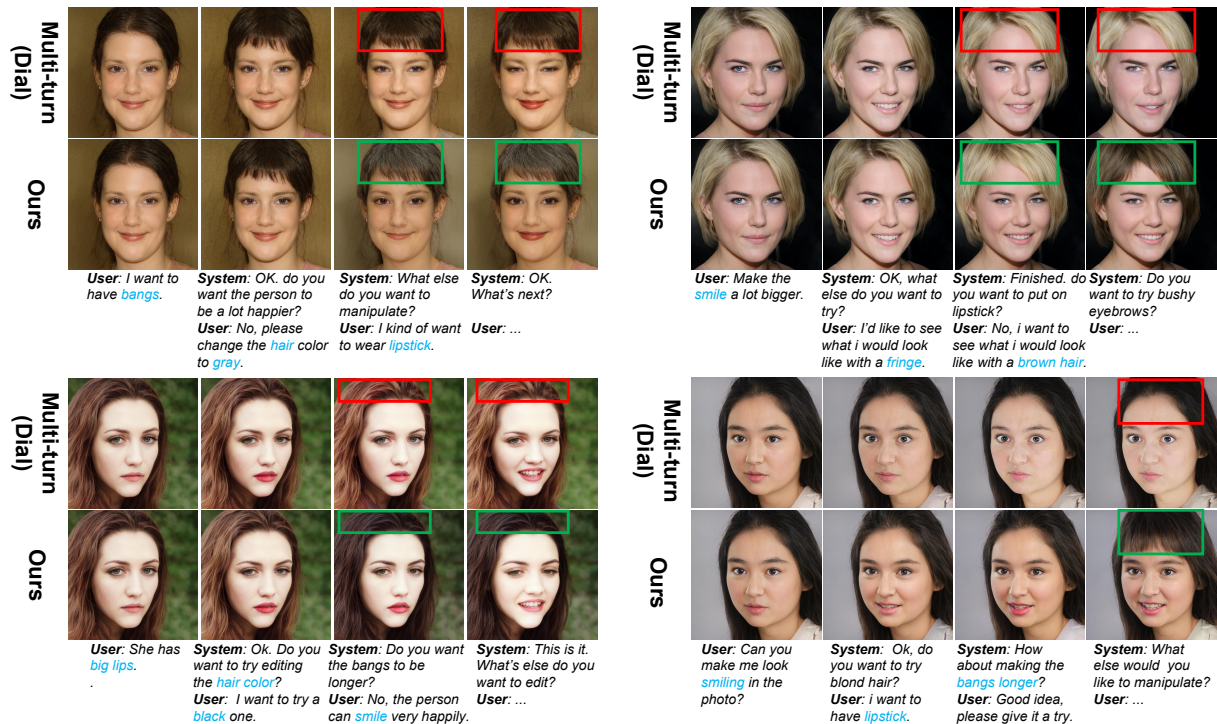 Multi-turn
(Dial)
Ours
User: I want to
have bangs.
System: OK. do you
want the person to
be a lot happier?
User: No, please
change the hair color
to gray.
System: What else
do you want to
manipulate?
User: I kind of want
to wear lipstick.
System: OK.
What's next?
User: ...
Multi-turn
(Dial)
Ours
User: Make the
smile a lot bigger.
System: OK, what
else do you want to
try?
User: I'd like to see
what i would look
like with a fringe.
System: Finished. do
you want to put on
lipstick?
User: No, i want to
see what i would look
like with a brown hair.
System: Do you
want to try bushy
eyebrows?
User: ...
Multi-turn
(Dial)
Ours
User: She has
big lips.
.
System: Ok. Do you
want to try editing
the hair color?
User: I want to try a
black one.
System: Do you want
the bangs to be
longer?
User: No, the person
can smile very happily.
System: This is it.
What's else do you
want to edit?
User: ...
Multi-turn
(Dial)
Ours
User: Can you
make me look
smiling in the
photo?
System: Ok, do
you want to try
blond hair?
User: i want to
have lipstick.
System: How
about making the
bangs longer?
User: Good idea,
please give it a try.
System: What
else would you
like to manipulate?
User: ...